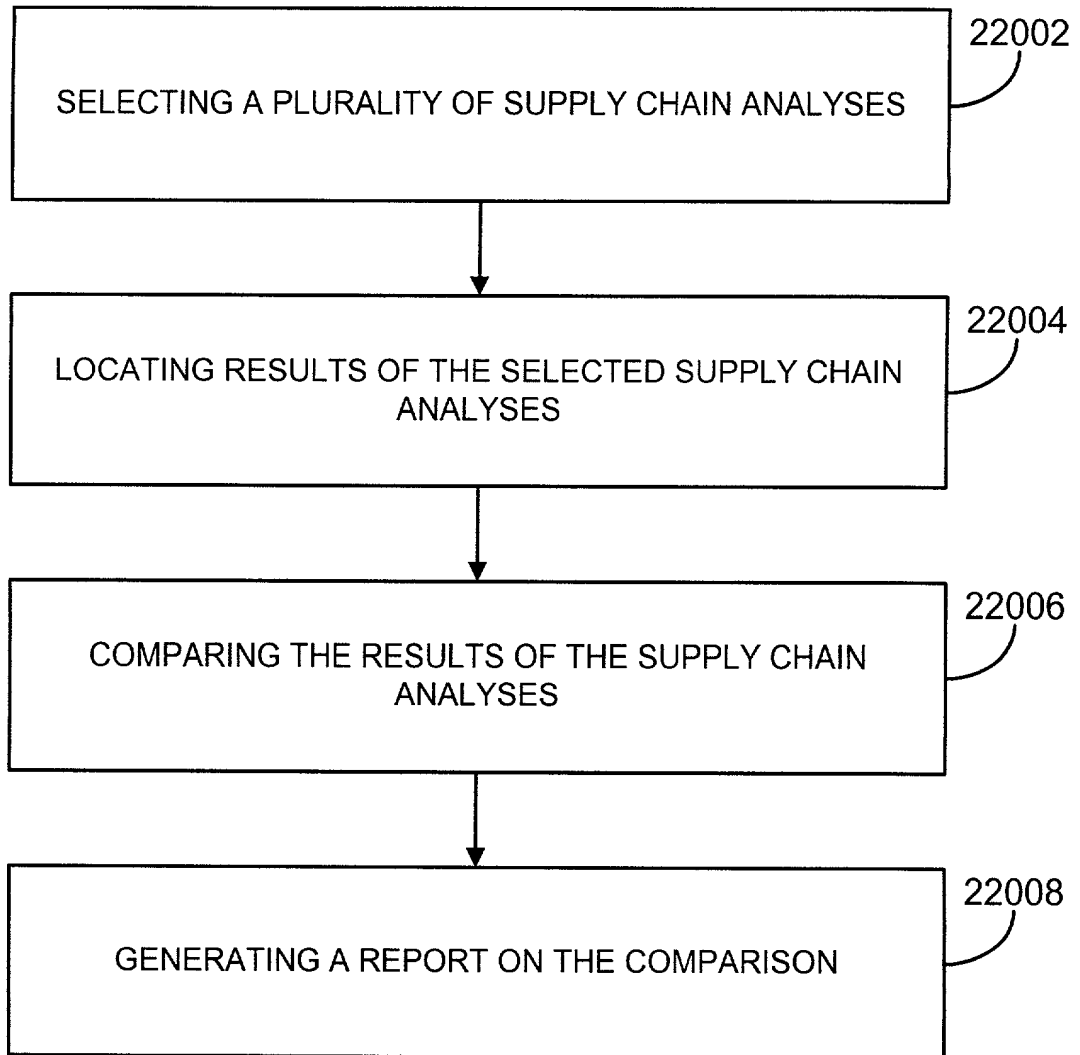 22002
SELECTING A PLURALITY OF SUPPLY CHAIN ANALYSES
22004
LOCATING RESULTS OF THE SELECTED SUPPLY CHAIN
ANALYSES
22006
COMPARING THE RESULTS OF THE SUPPLY CHAIN
ANALYSES
22008
GENERATING A REPORT ON THE COMPARISON